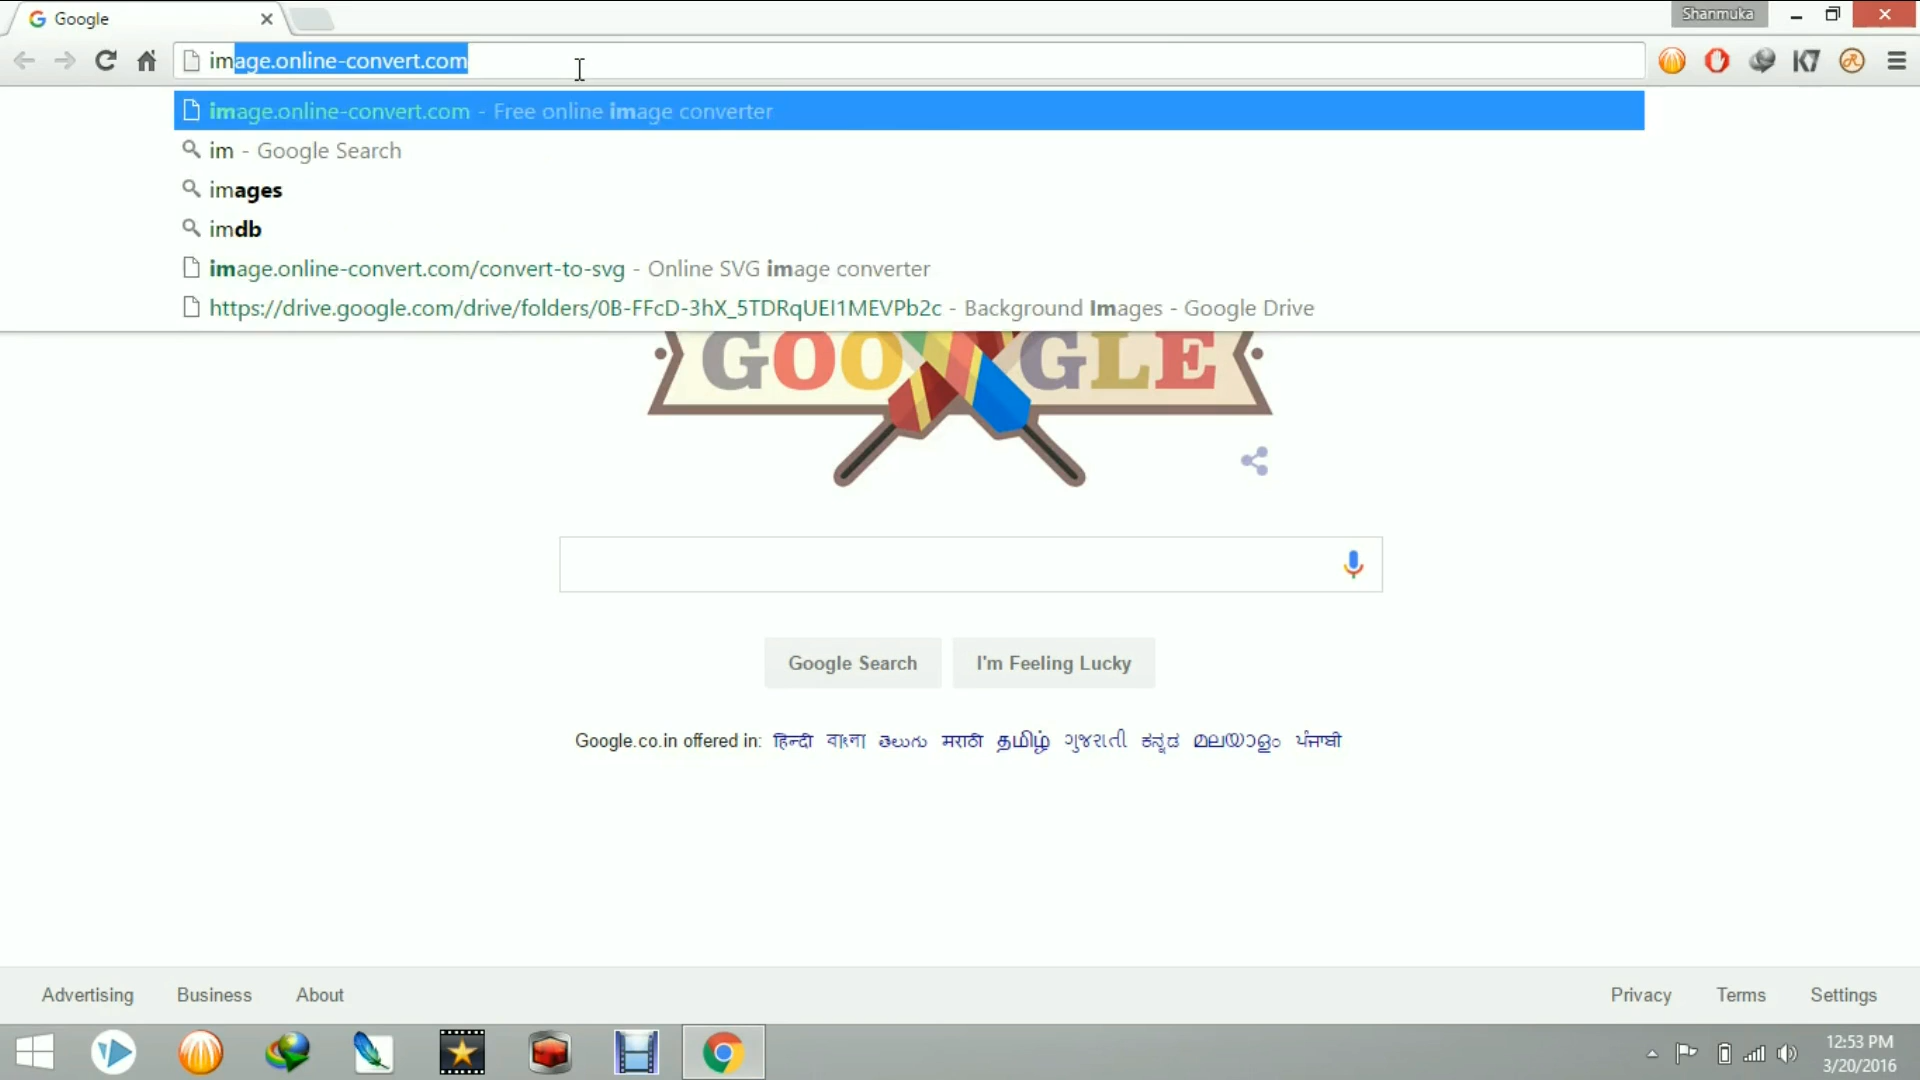 Google
Shanmuka
image.online-convert.com
K7
image.online-convert.com - Free online image converter
im - Google Search
images
imdb
image.online-convert.com/convert-to-svg - Online SVG image converter
https://drive.google.com/drive/folders/0B-FFcD-3hX_5TDRqUEI1MEVPb2c - Background Images - Google Drive
GOOGLE
Google Search I'm Feeling Lucky
Google.co.in offered in: हिन्दी বাংলা తెలుగు मराठी தமிழ் ગુજરાતી ಕನ್ನಡ മലയാളം ਪੰਜਾਬੀ
Advertising Business About Privacy Terms Settings
12:53 PM
3/20/2016